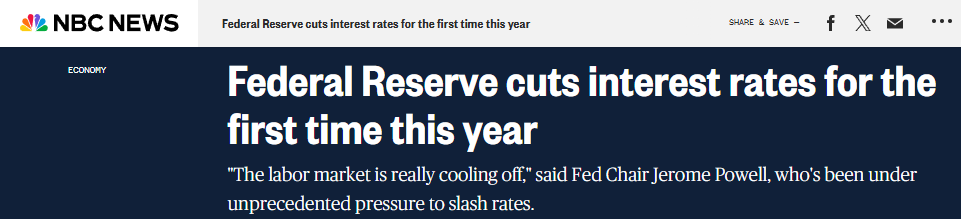 NBC NEWS
Federal Reserve cuts interest rates for the first time this year
SHARE & SAVE —
ECONOMY
Federal Reserve cuts interest rates for the
first time this year
"The labor market is really cooling off," said Fed Chair Jerome Powell, who's been under
unprecedented pressure to slash rates.